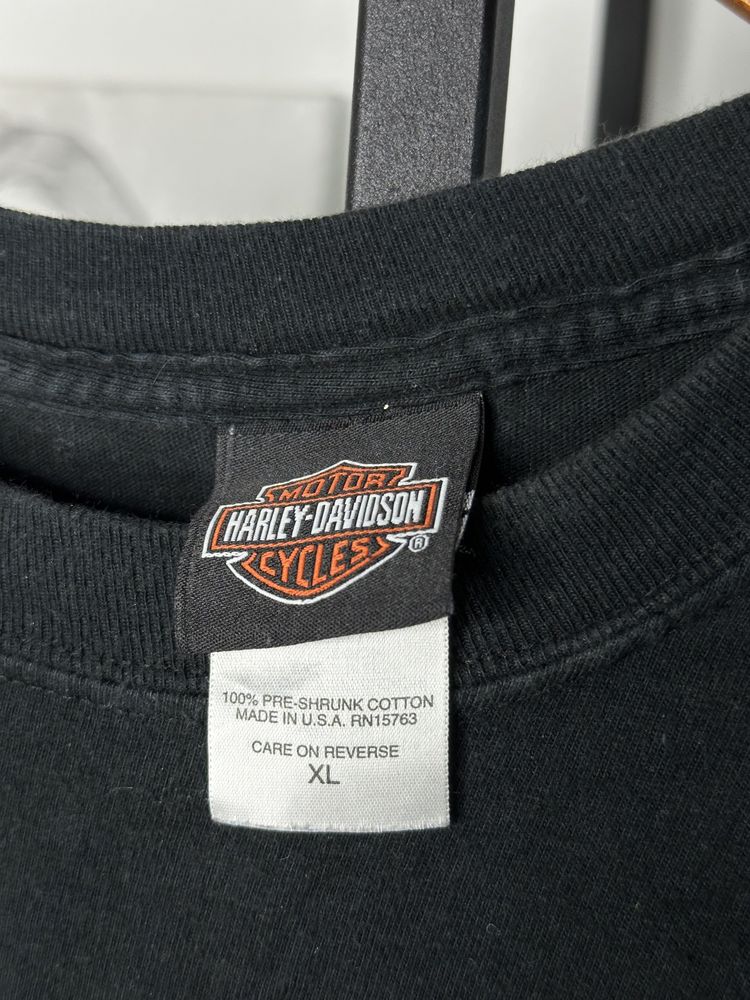 MOTOR
HARLEY-DAVIDSON
CYCLES
®
100% PRE-SHRUNK COTTON
MADE IN U.S.A. RN15763
CARE ON REVERSE
XL